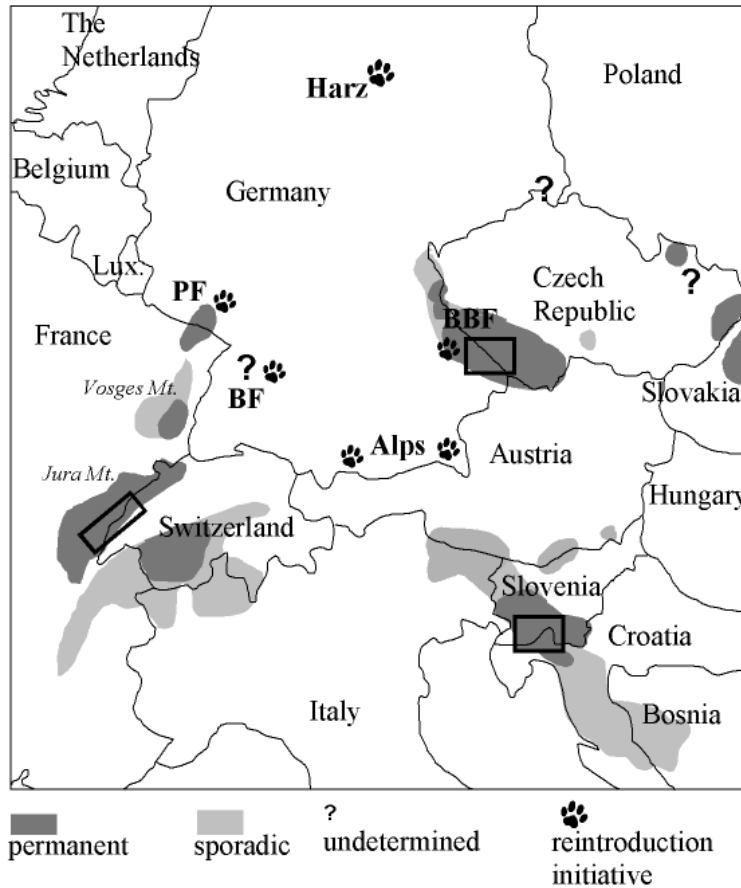 The
Netherlands
Harz
Poland
Belgium
Germany
?
Lux.
PF
Czech
Republic
?
France
BBF
?
BF
Vosges Mt.
Slovakia
Alps
Austria
Jura Mt.
Hungary
Switzerland
Slovenia
Croatia
Italy
Bosnia
permanent
sporadic
?
undetermined
reintroduction
initiative